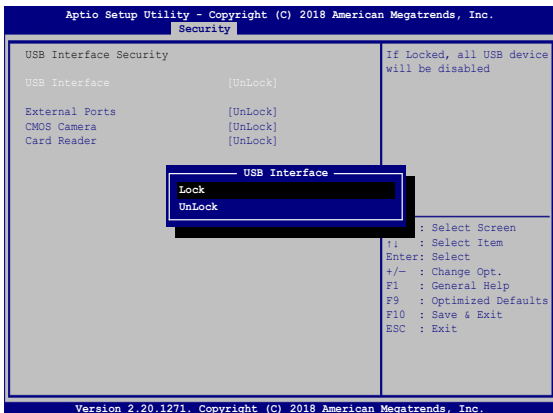 Aptio Setup Utility - Copyright (C) 2018 American Megatrends, Inc.
Security
USB Interface Security
USB Interface [UnLock]
External Ports [UnLock]
CMOS Camera [UnLock]
Card Reader [UnLock]
If Locked, all USB device
will be disabled
USB Interface
Lock
UnLock
: Select Screen
↑↓ : Select Item
Enter: Select
+/— : Change Opt.
F1 : General Help
F9 : Optimized Defaults
F10 : Save & Exit
ESC : Exit
Version 2.20.1271. Copyright (C) 2018 American Megatrends, Inc.